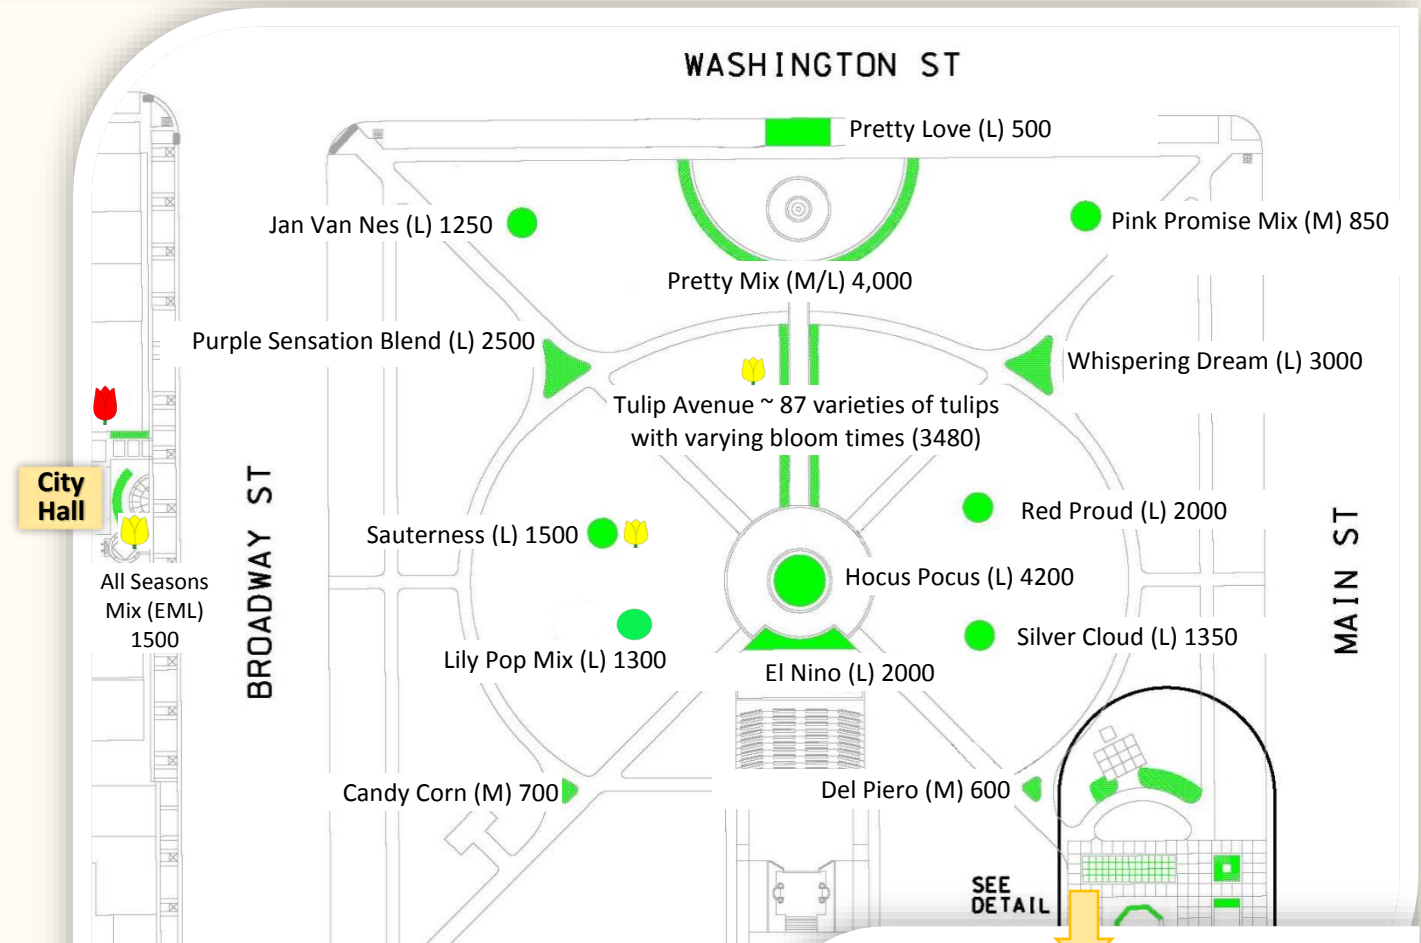 WASHINGTON ST
Pretty Love (L) 500
Jan Van Nes (L) 1250
Pink Promise Mix (M) 850
Pretty Mix (M/L) 4,000
Purple Sensation Blend (L) 2500
Whispering Dream (L) 3000
Tulip Avenue ~ 87 varieties of tulips
with varying bloom times (3480)
City
Hall
BROADWAY ST
Sauterness (L) 1500
Red Proud (L) 2000
MAIN ST
Hocus Pocus (L) 4200
All Seasons
Mix (EML)
1500
Lily Pop Mix (L) 1300
Silver Cloud (L) 1350
El Nino (L) 2000
Candy Corn (M) 700
Del Piero (M) 600
SEE
DETAIL